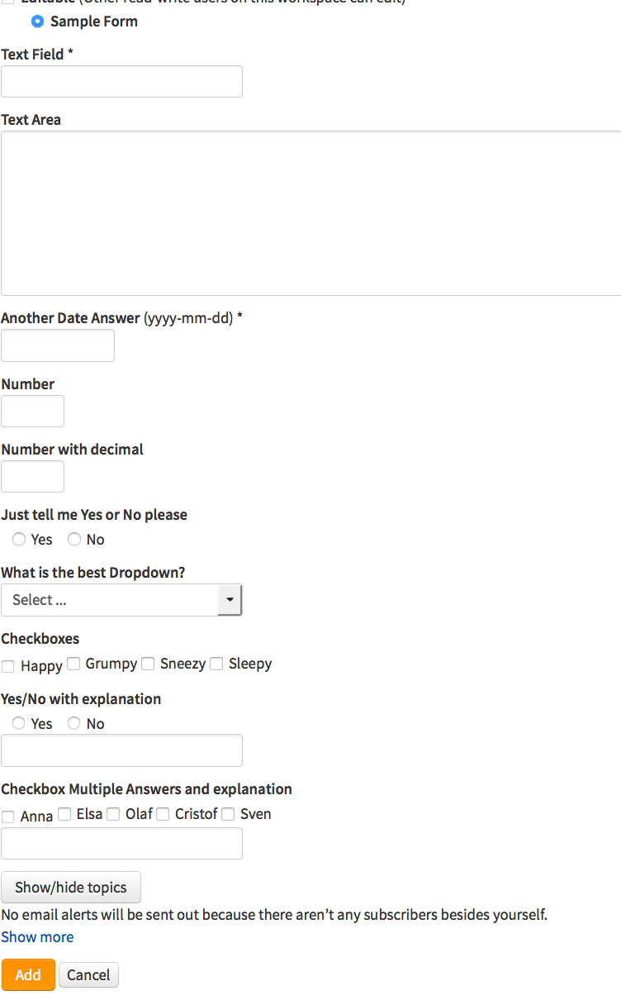 Editable (Other read-write users on this workspace can edit)
Sample Form
Text Field *
Text Area
Another Date Answer (yyyy-mm-dd) *
Number
Number with decimal
Just tell me Yes or No please
Yes No
What is the best Dropdown?
Select ...
Checkboxes
Happy Grumpy Sneezy Sleepy
Yes/No with explanation
Yes No
Checkbox Multiple Answers and explanation
Anna Elsa Olaf Cristof Sven
Show/hide topics
No email alerts will be sent out because there aren’t any subscribers besides yourself.
Show more
Add Cancel